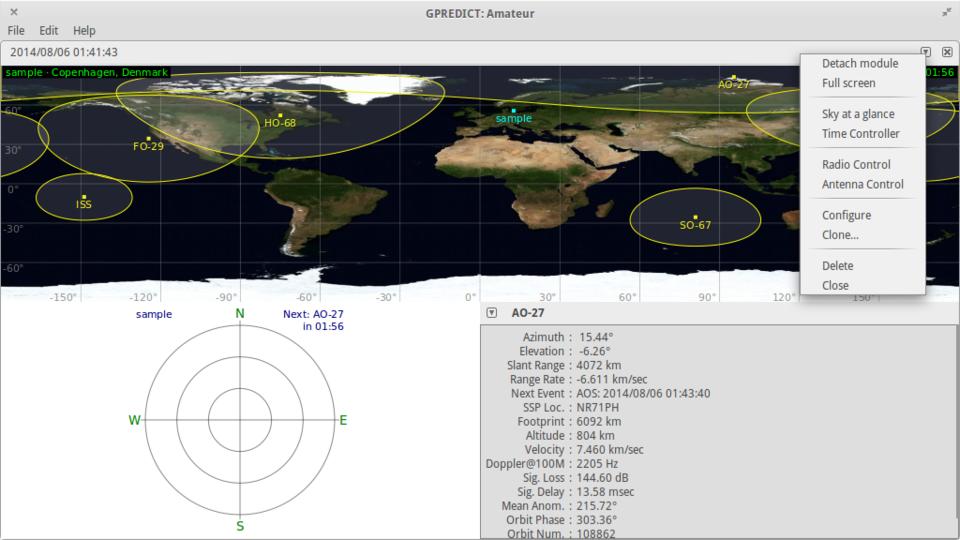 GPREDICT: Amateur
File Edit Help
2014/08/06 01:41:43
sample · Copenhagen, Denmark
01:56
AO-27
sample
HO-68
FO-29
ISS
SO-67
60°
30°
0°
-30°
-60°
-150° -120° -90° -60° -30° 0° 30° 60° 90° 120° 150°
Detach module
Full screen
Sky at a glance
Time Controller
Radio Control
Antenna Control
Configure
Clone...
Delete
Close
sample
Next: AO-27
in 01:56
N
W
E
S
AO-27
Azimuth : 15.44°
Elevation : -6.26°
Slant Range : 4072 km
Range Rate : -6.611 km/sec
Next Event : AOS: 2014/08/06 01:43:40
SSP Loc. : NR71PH
Footprint : 6092 km
Altitude : 804 km
Velocity : 7.460 km/sec
Doppler@100M : 2205 Hz
Sig. Loss : 144.60 dB
Sig. Delay : 13.58 msec
Mean Anom. : 215.72°
Orbit Phase : 303.36°
Orbit Num. : 108862